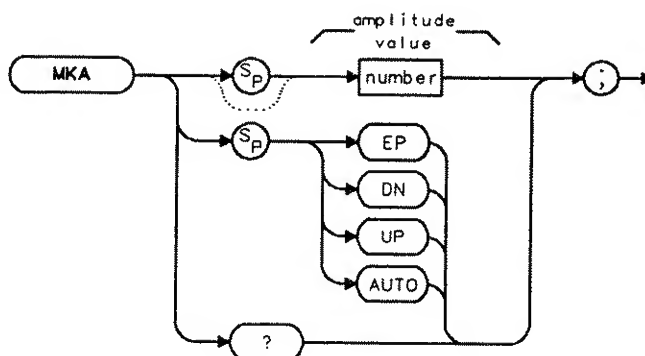 amplitude
value
MKA
SP
number
;
SP
EP
DN
UP
AUTO
?